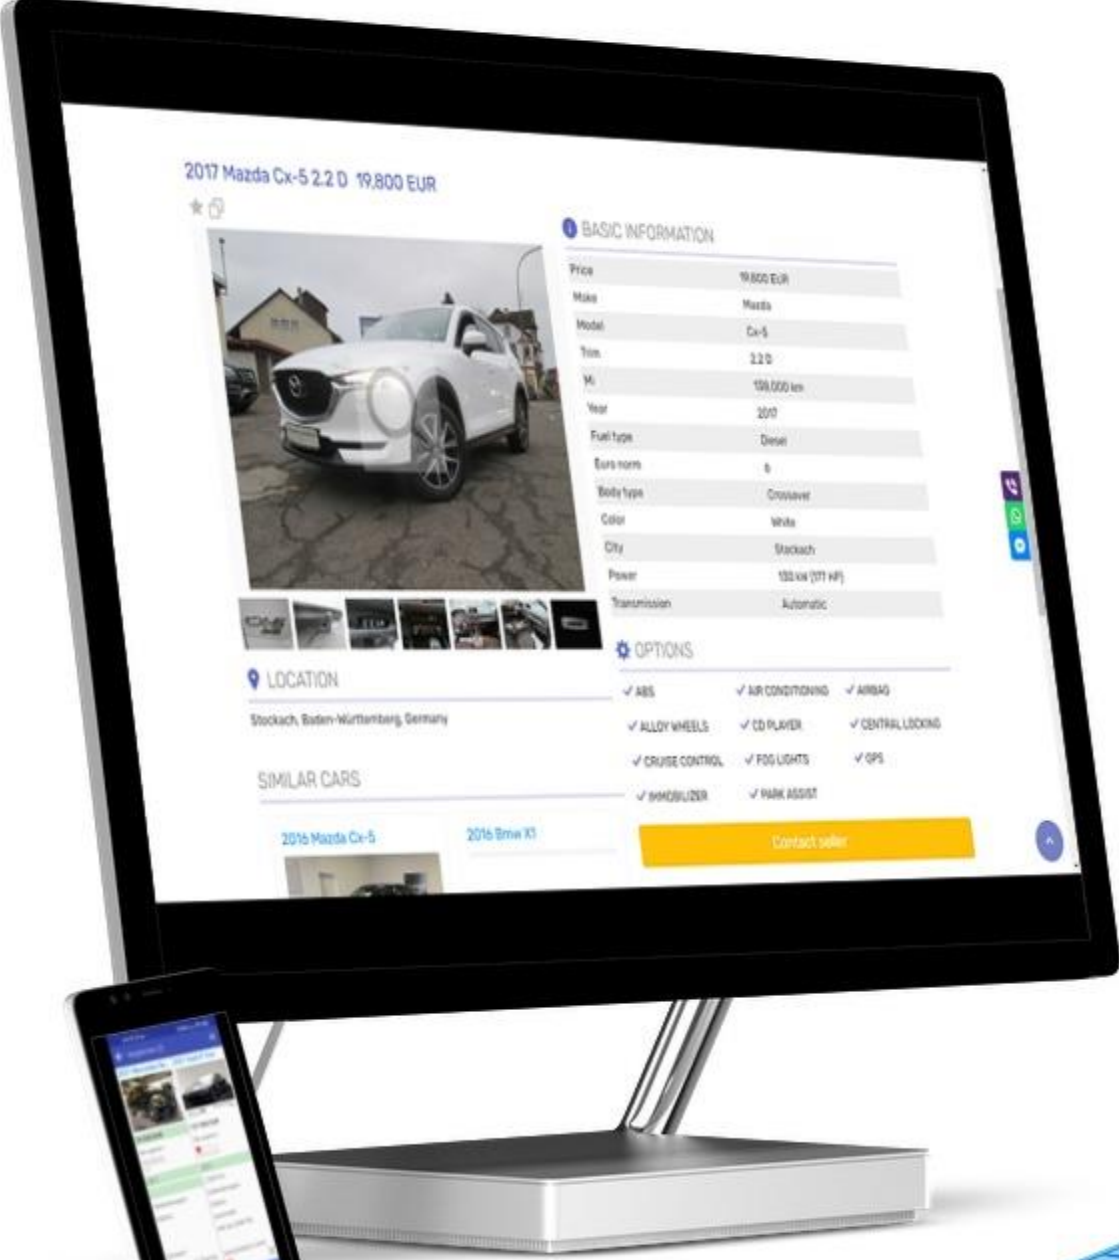 2017 Mazda Cx-5 2.2 D 19,800 EUR
BASIC INFORMATION
Price 19,800 EUR
Make Mazda
Model Cx-5
Trim 2.2 D
Mi 139,000 km
Year 2017
Fuel type Diesel
Euro norm 6
Body type Crossover
Color White
City Stockach
Power 130 kW (177 HP)
Transmission Automatic
OPTIONS
ABS AIR CONDITIONING AIRBAG
ALLOY WHEELS CD PLAYER CENTRAL LOCKING
CRUISE CONTROL FOG LIGHTS GPS
IMMOBILIZER PARK ASSIST
Contact seller
LOCATION
Stockach, Baden-Württemberg, Germany
SIMILAR CARS
2016 Mazda Cx-5
2016 Bmw X1